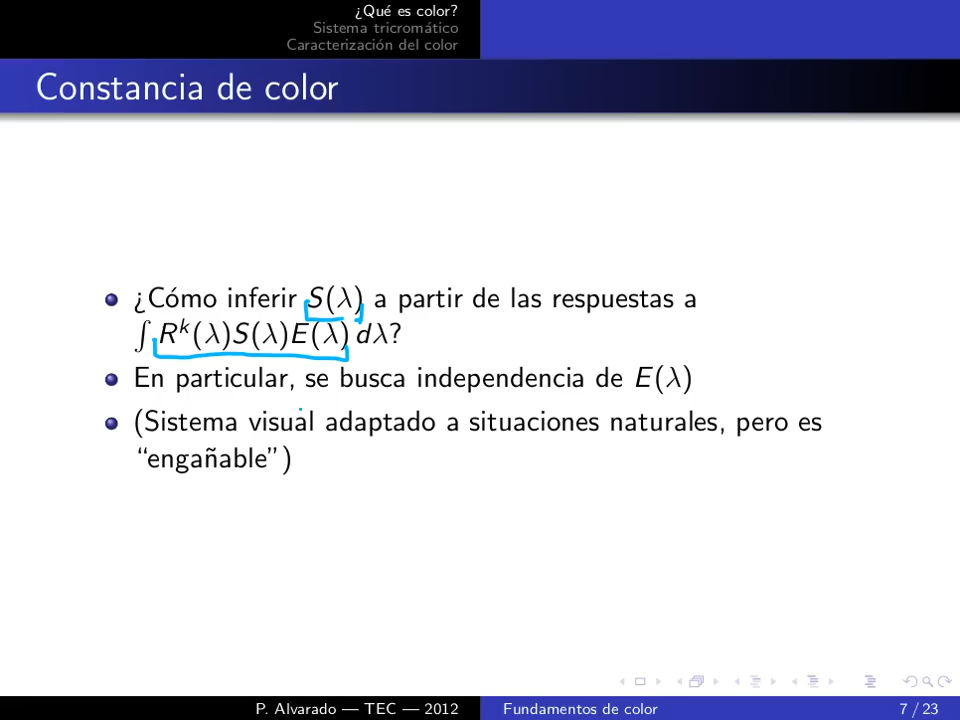 ¿Qué es color?
Sistema tricromático
Caracterización del color
Constancia de color
¿Cómo inferir S(λ) a partir de las respuestas a
∫ Rᵏ(λ)S(λ)E(λ) dλ?
En particular, se busca independencia de E(λ)
(Sistema visual adaptado a situaciones naturales, pero es
“engañable”)
P. Alvarado — TEC — 2012 Fundamentos de color 7 / 23